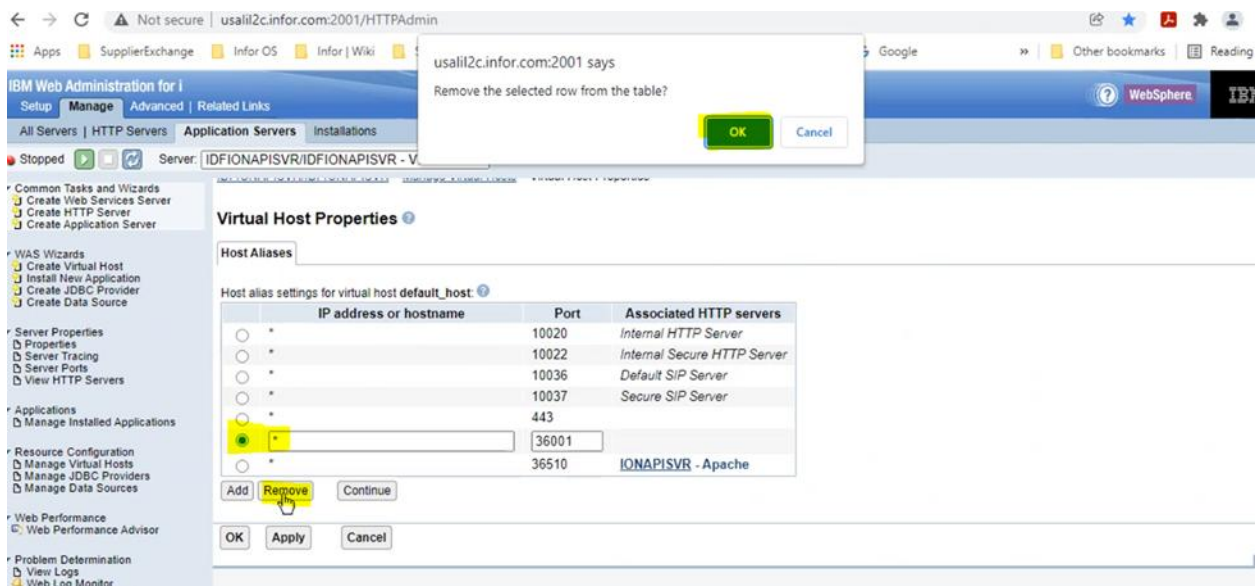 Not secure | usalil2c.infor.com:2001/HTTPAdmin
Apps SupplierExchange Infor OS Infor | Wiki Google » Other bookmarks Reading
usalil2c.infor.com:2001 says
Remove the selected row from the table?
OK Cancel
IBM Web Administration for i
WebSphere
Setup Manage Advanced | Related Links
All Servers | HTTP Servers Application Servers Installations
Stopped Server: IDFIONAPISVR/IDFIONAPISVR - V
Common Tasks and Wizards
Create Web Services Server
Create HTTP Server
Create Application Server
WAS Wizards
Create Virtual Host
Install New Application
Create JDBC Provider
Create Data Source
Server Properties
Properties
Server Tracing
Server Ports
View HTTP Servers
Applications
Manage Installed Applications
Resource Configuration
Manage Virtual Hosts
Manage JDBC Providers
Manage Data Sources
Web Performance
Web Performance Advisor
Problem Determination
View Logs
Web Log Monitor
Virtual Host Properties
Host Aliases
Host alias settings for virtual host default_host:
IP address or hostname Port Associated HTTP servers
* 10020 Internal HTTP Server
* 10022 Internal Secure HTTP Server
* 10036 Default SIP Server
* 10037 Secure SIP Server
* 443
* 36001
* 36510 IONAPISVR - Apache
Add Remove Continue
OK Apply Cancel